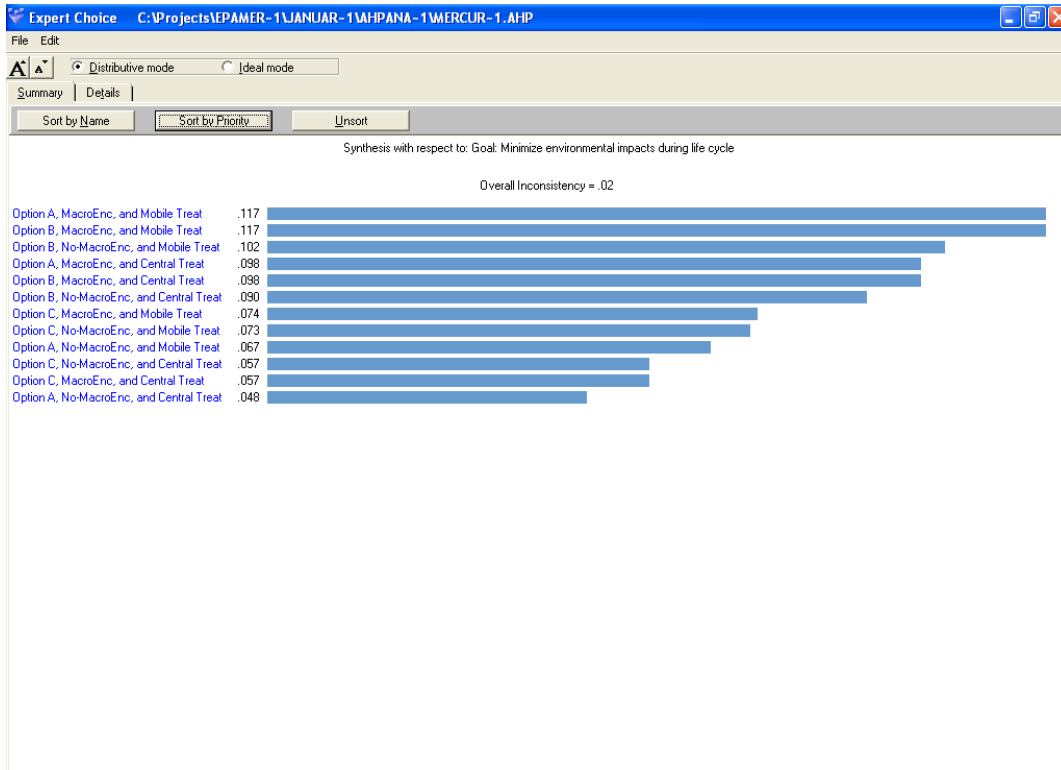 Expert Choice C:\Projects\EPAMER~1\JANUAR~1\AHPANA~1\MERCUR~1.AHP
File Edit
A A Distributive mode Ideal mode
Summary Details
Sort by Name Sort by Priority Unsort
Synthesis with respect to: Goal: Minimize environmental impacts during life cycle
Overall Inconsistency = .02
Option A, MacroEnc, and Mobile Treat .117
Option B, MacroEnc, and Mobile Treat .117
Option B, No-MacroEnc, and Mobile Treat .102
Option A, MacroEnc, and Central Treat .098
Option B, MacroEnc, and Central Treat .098
Option B, No-MacroEnc, and Central Treat .090
Option C, MacroEnc, and Mobile Treat .074
Option C, No-MacroEnc, and Mobile Treat .073
Option A, No-MacroEnc, and Mobile Treat .067
Option C, No-MacroEnc, and Central Treat .057
Option C, MacroEnc, and Central Treat .057
Option A, No-MacroEnc, and Central Treat .048